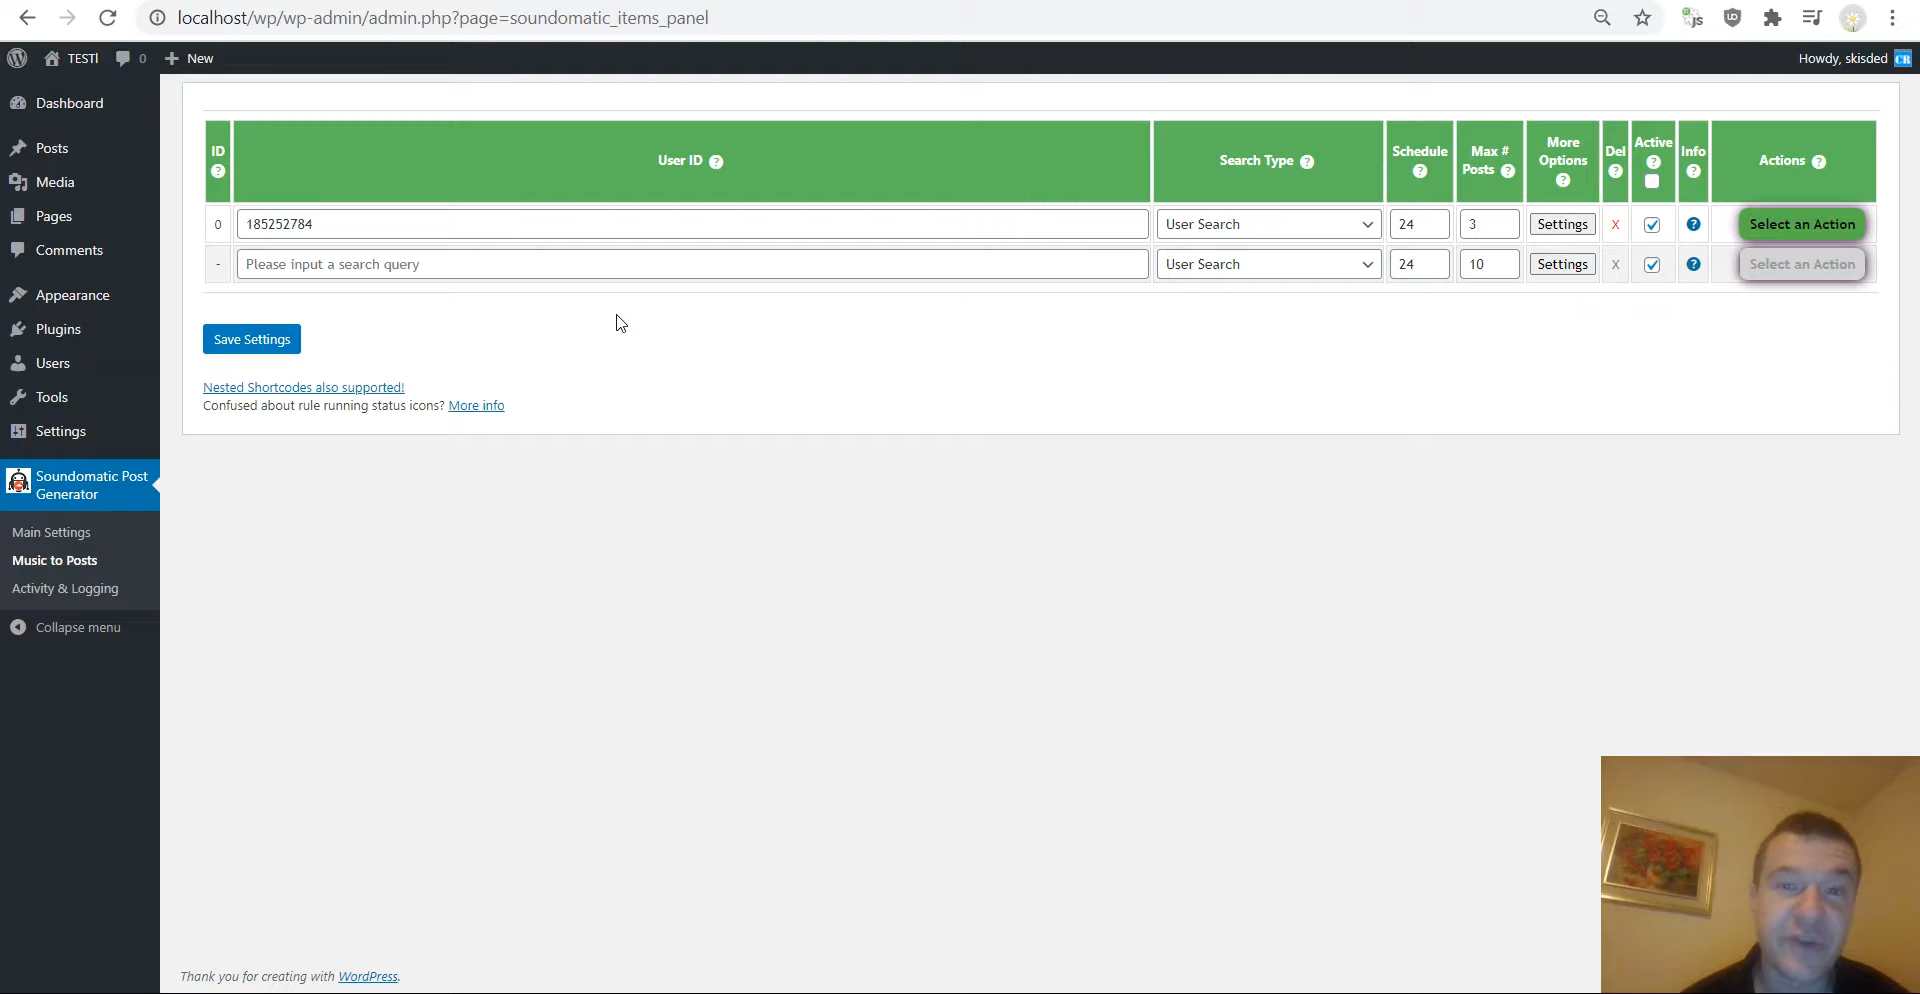 localhost/wp/wp-admin/admin.php?page=soundomatic_items_panel
TESTl 0 New Howdy, skisded CR
Dashboard
Posts
Media
Pages
Comments
Appearance
Plugins
Users
Tools
Settings
Soundomatic Post
Generator
Main Settings
Music to Posts
Activity & Logging
Collapse menu
ID ? User ID ? Search Type ? Schedule ? Max # Posts ? More Options ? Del ? Active ? Info ? Actions ?
0 185252784 User Search 24 3 Settings X ? Select an Action
- Please input a search query User Search 24 10 Settings X ? Select an Action
Save Settings
Nested Shortcodes also supported!
Confused about rule running status icons? More info
Thank you for creating with WordPress.